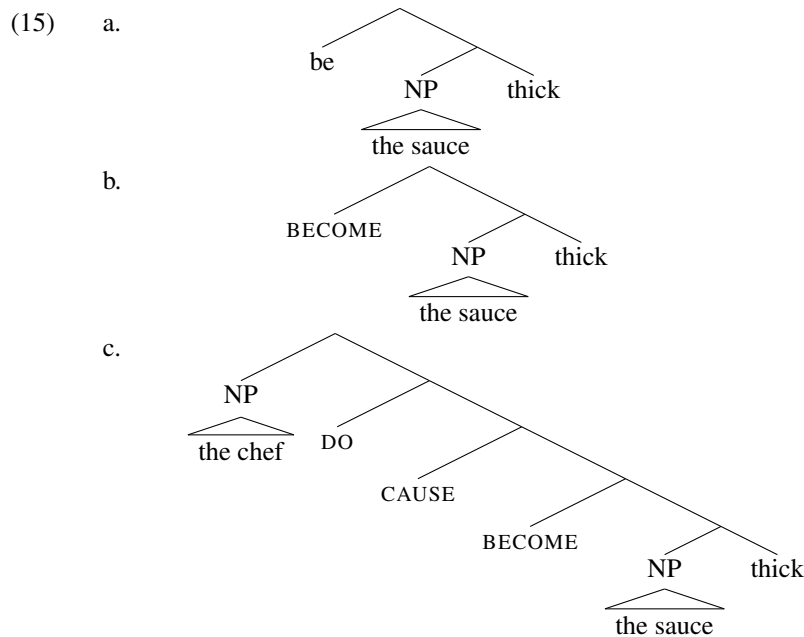 (15) a.
be
NP thick
the sauce
b.
BECOME
NP thick
the sauce
c.
NP
the chef DO
CAUSE
BECOME
NP thick
the sauce